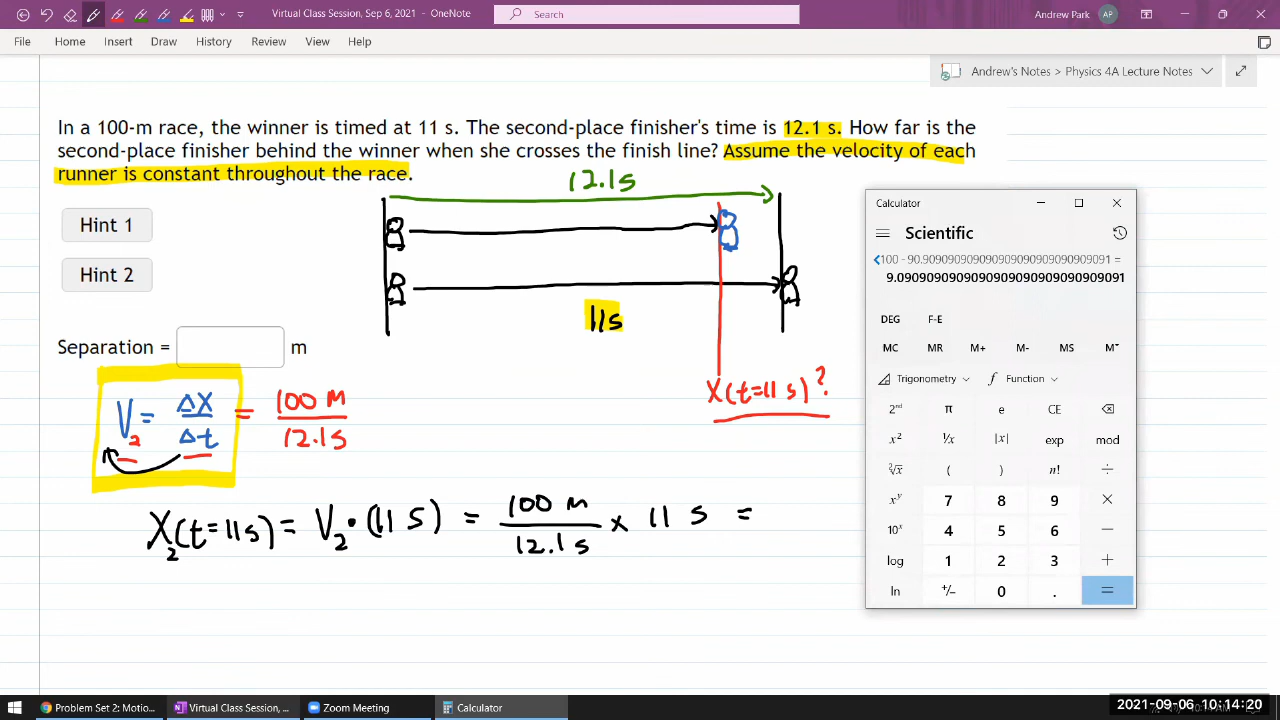 Virtual Class Session, Sep 6, 2021 - OneNote
Search
Andrew Park
AP
File Home Insert Draw History Review View Help
Andrew's Notes > Physics 4A Lecture Notes
In a 100-m race, the winner is timed at 11 s. The second-place finisher's time is 12.1 s. How far is the
second-place finisher behind the winner when she crosses the finish line? Assume the velocity of each
runner is constant throughout the race.
12.1s
Hint 1
Hint 2
11s
Separation = m
X(t=11 s)?
V2 = ΔX/Δt = 100 M/12.1s
X2(t=11s) = V2•(11 s) = 100 m/12.1s x 11 s =
Calculator
Scientific
100 - 90.909090909090909090909090909091 =
9.0909090909090909090909090909091
DEG F-E
MC MR M+ M- MS M˅
Trigonometry f Function
2nd π e CE
x² ¹/x |x| exp mod
²√x ( ) n! ÷
xʸ 7 8 9 ×
10ˣ 4 5 6 −
log 1 2 3 +
ln +/- 0 . =
Problem Set 2: Motio... Virtual Class Session,... Zoom Meeting Calculator
2021-09-06 10:14:20